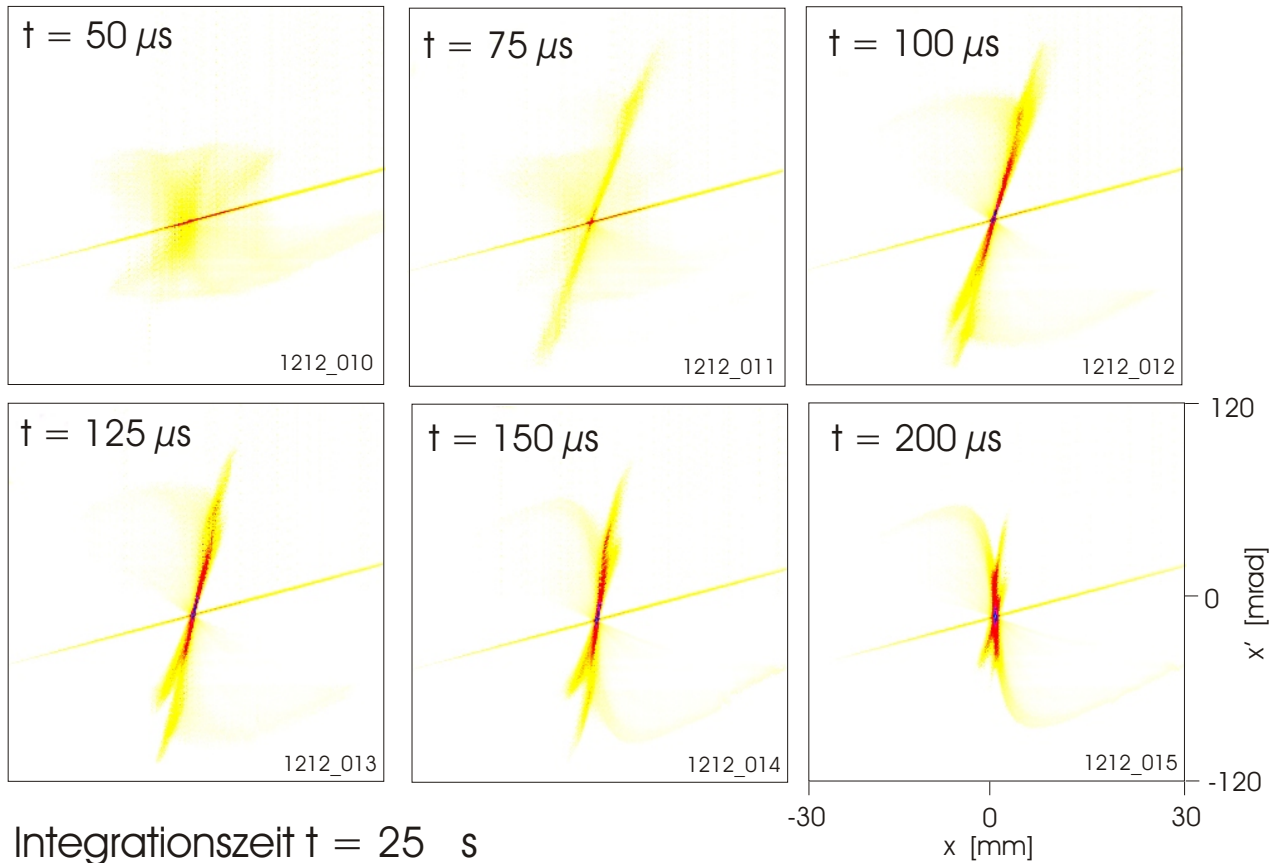 t = 50 µs
t = 75 µs
t = 100 µs
1212_010
1212_011
1212_012
t = 125 µs
t = 150 µs
t = 200 µs
120
0
x' [mrad]
1212_013
1212_014
1212_015
-120
-30
0
30
x [mm]
Integrationszeit t = 25 s